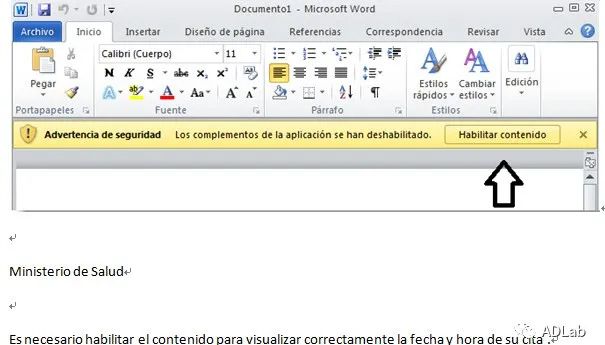 Documento1 - Microsoft Word
Archivo Inicio Insertar Diseño de página Referencias Correspondencia Revisar Vista
Calibri (Cuerpo) 11
Pegar
N K S abc x₂ x²
A ab A Aa A A
Estilos rápidos Cambiar estilos Edición
Portapapeles Fuente Párrafo Estilos
Advertencia de seguridad Los complementos de la aplicación se han deshabilitado. Habilitar contenido
Ministerio de Salud
Es necesario habilitar el contenido para visualizar correctamente la fecha y hora de su cita .
ADLab